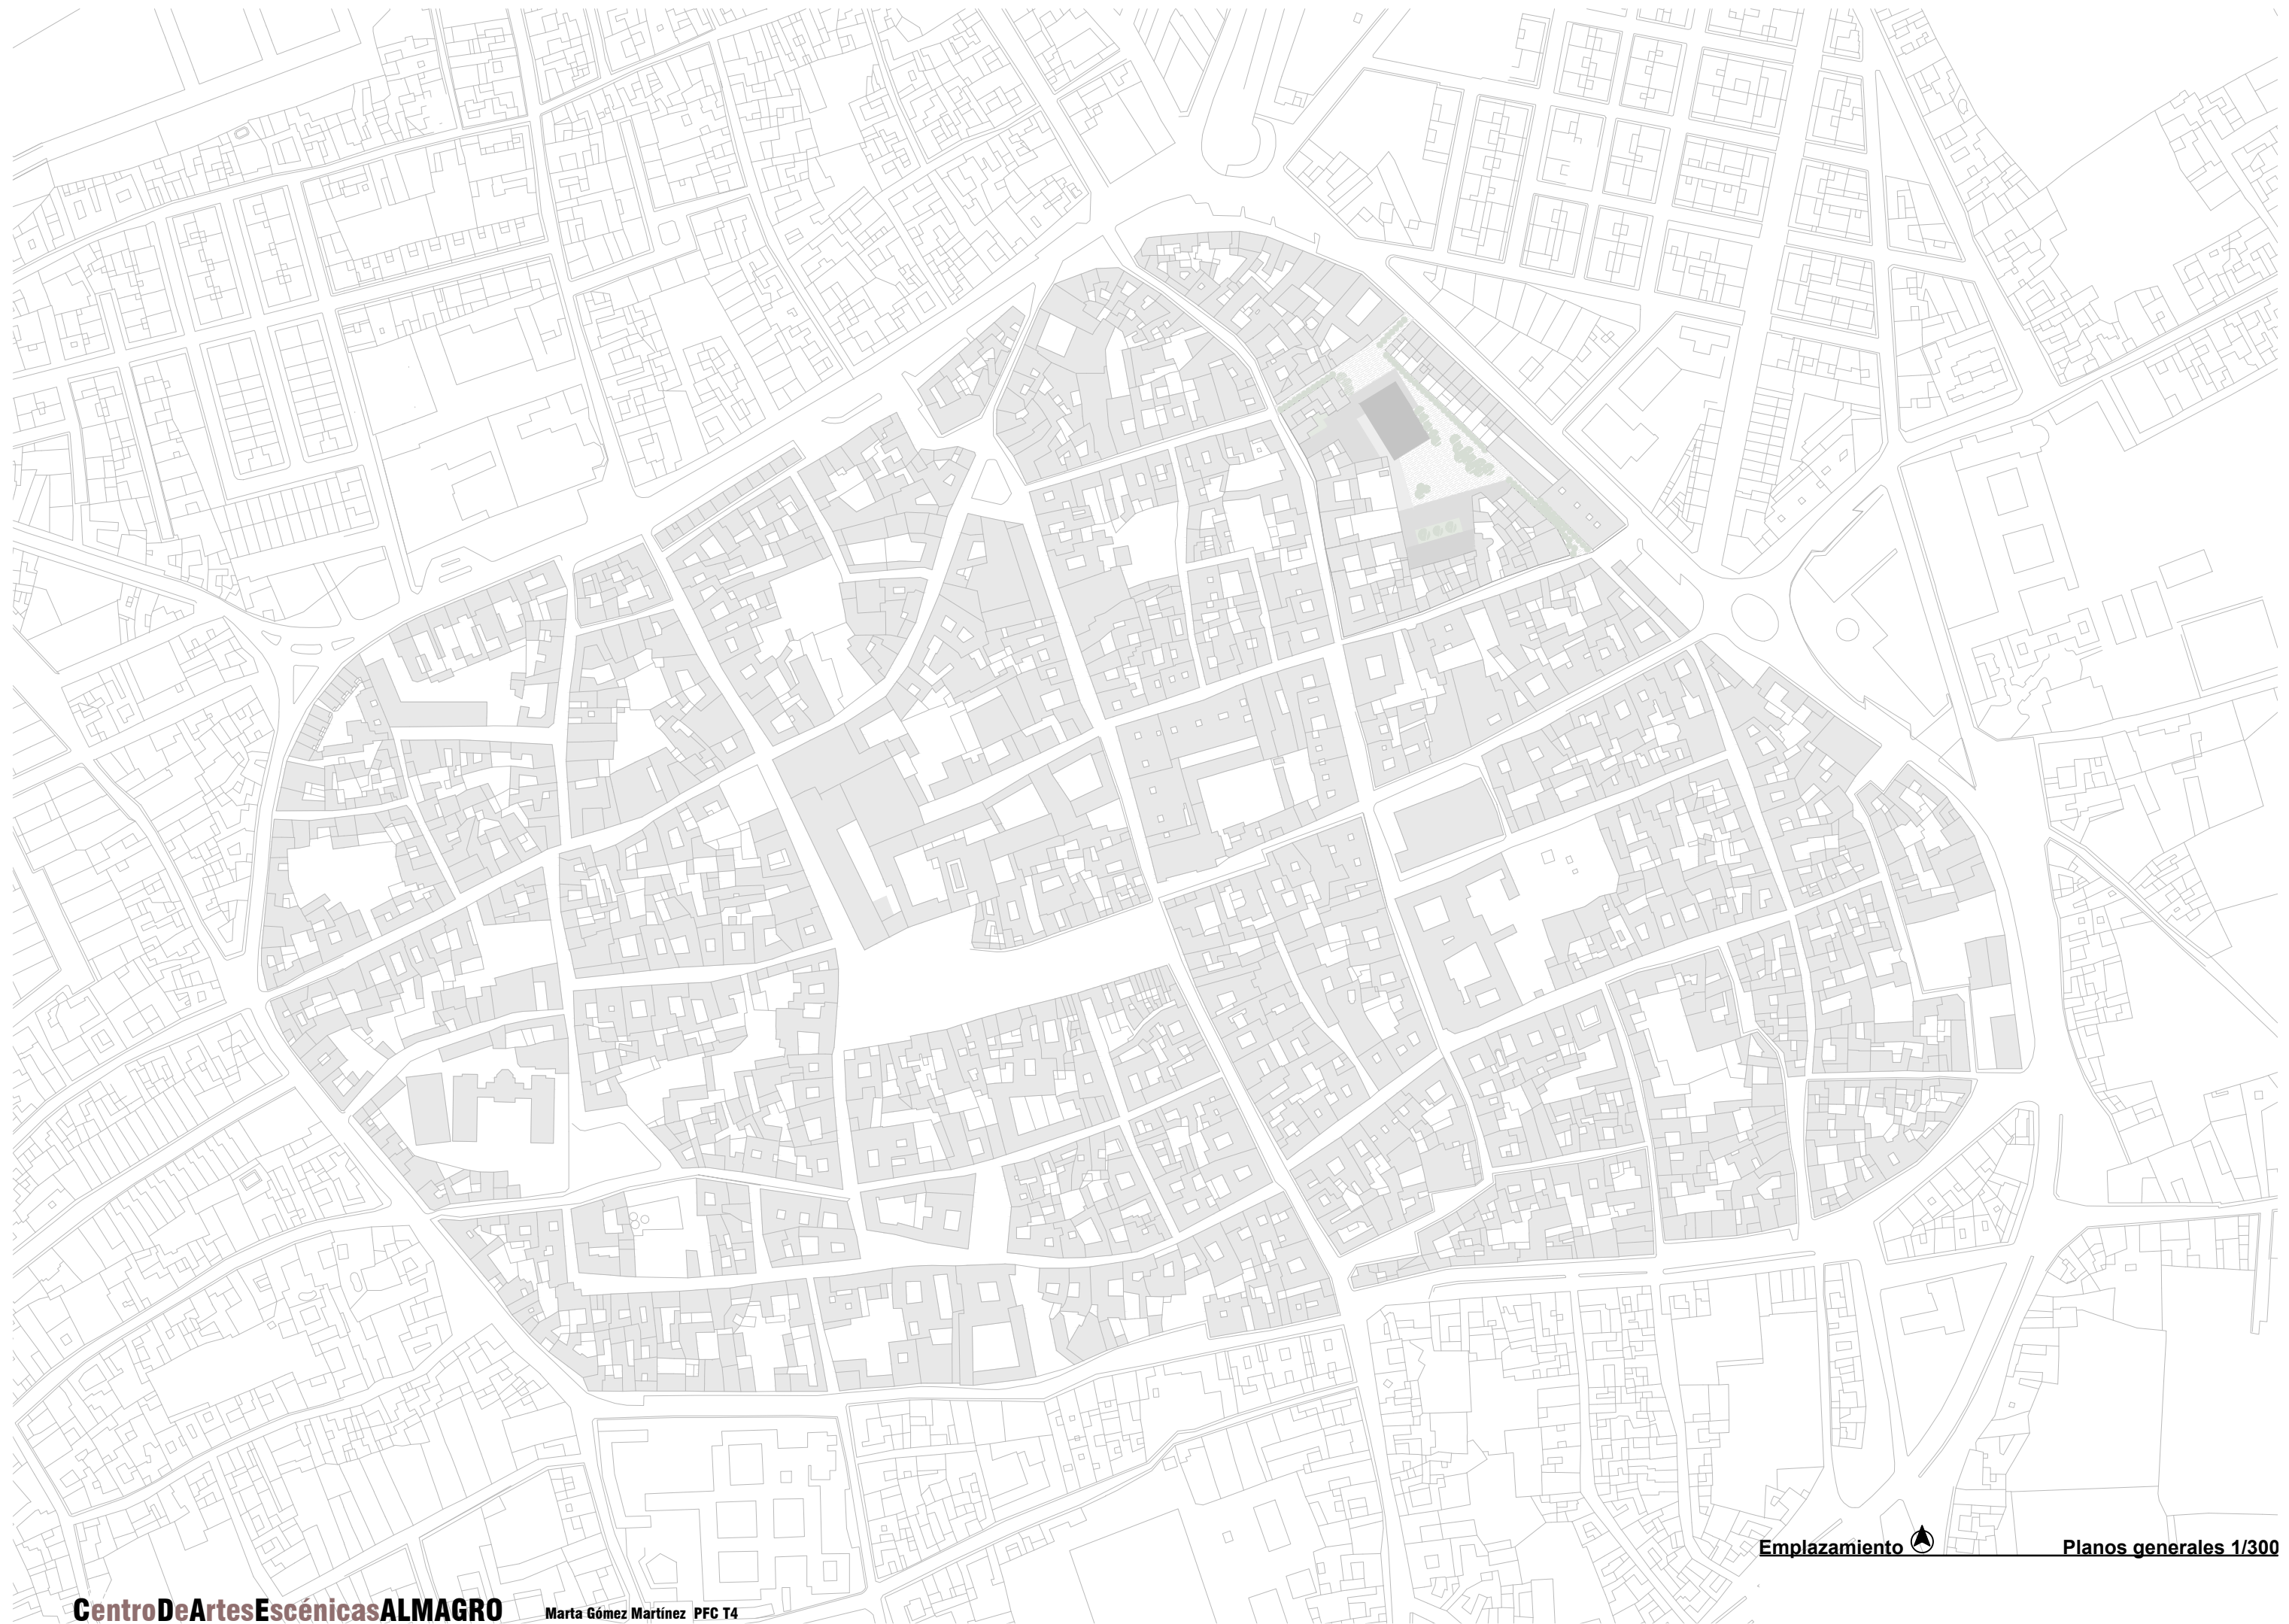 Emplazamiento
Planos generales 1/300
CentroDeArtesEscénicasALMAGRO
Marta Gómez Martínez PFC T4